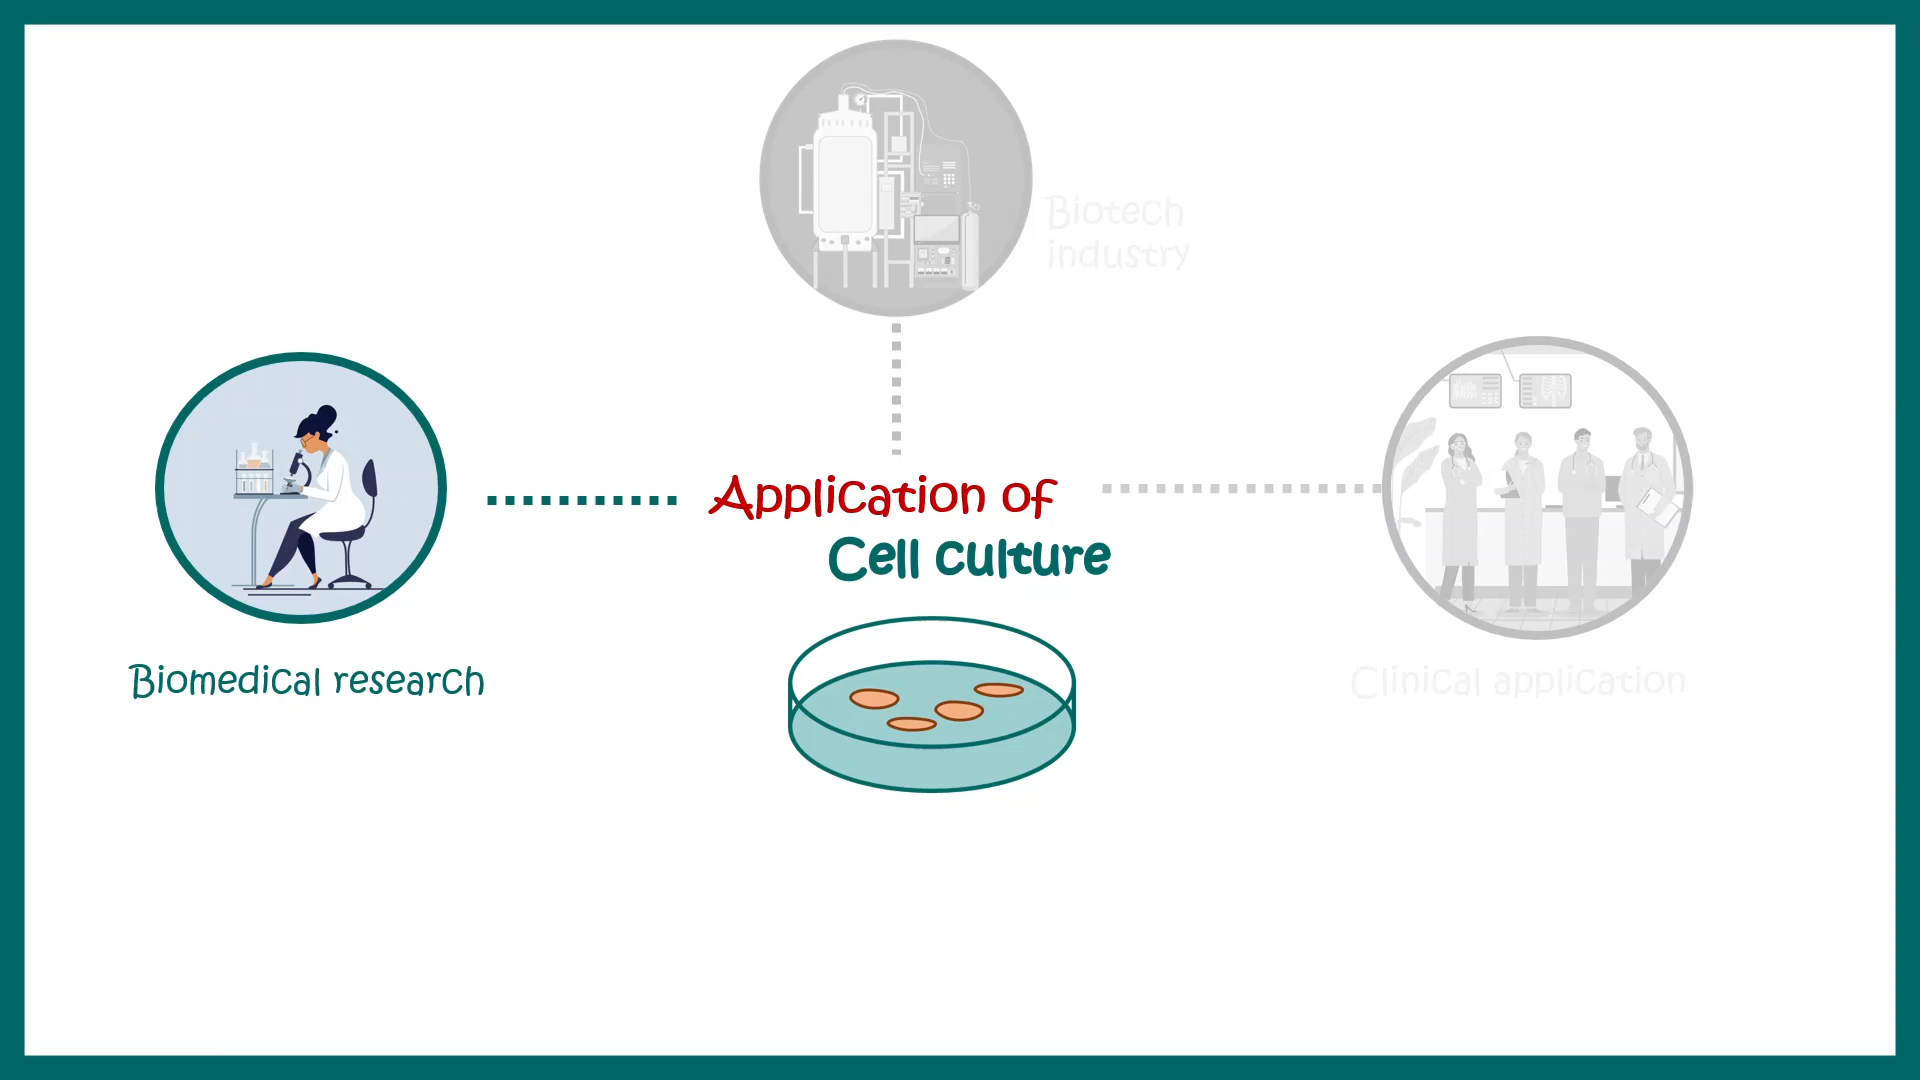 Biotech
industry
Application of
Cell culture
Biomedical research
Clinical application